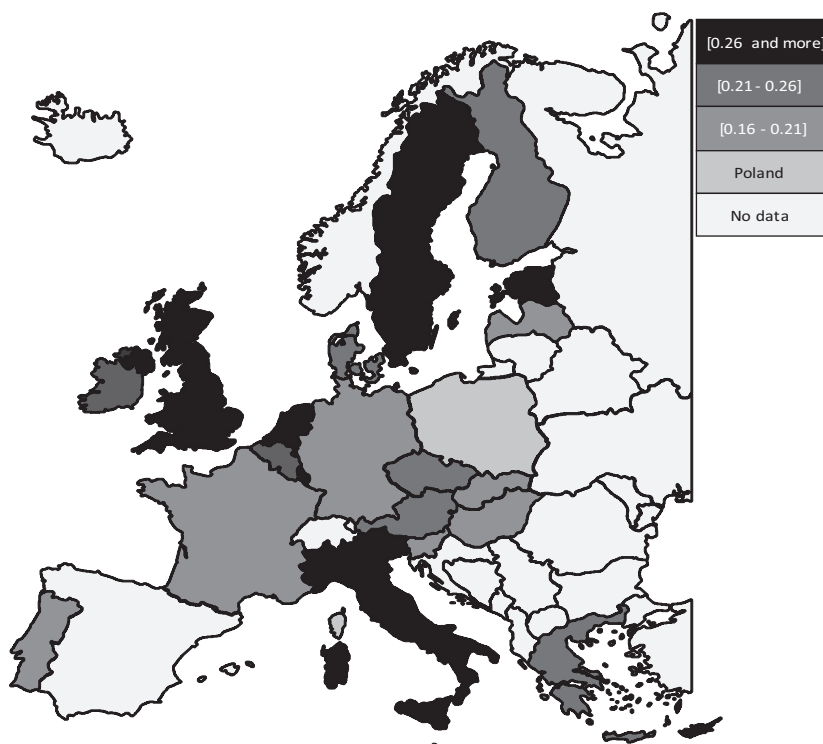 [0.26 and more]
[0.21 - 0.26]
[0.16 - 0.21]
Poland
No data